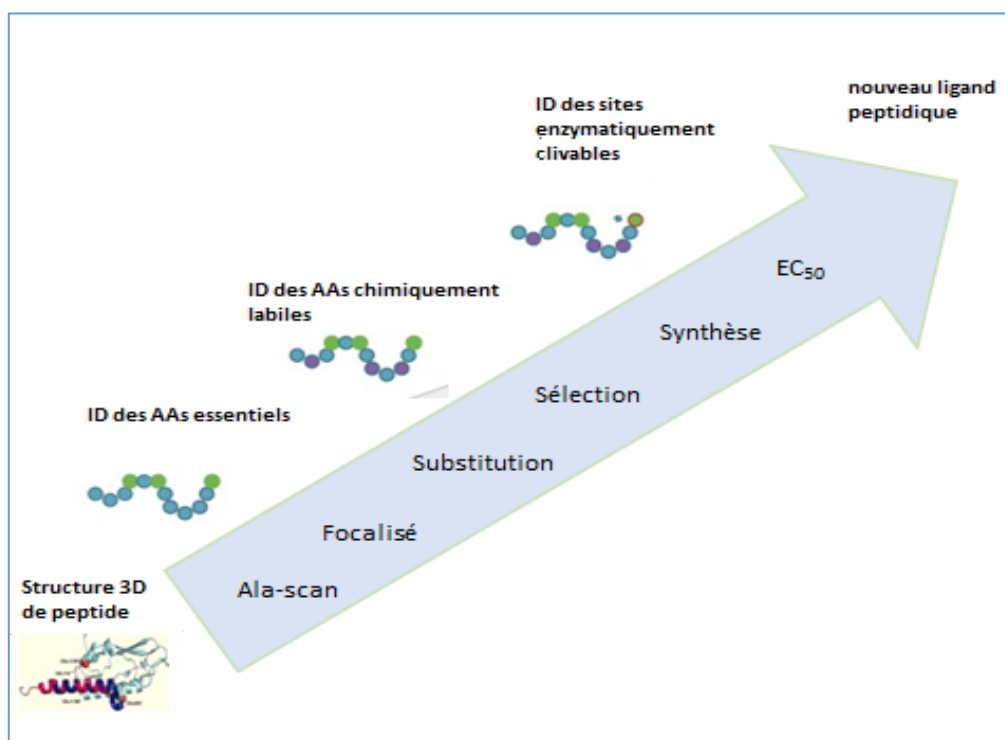 nouveau ligand
peptidique
ID des sites
enzymatiquement
clivables
ID des AAs chimiquement
labiles
ID des AAs essentiels
Structure 3D
de peptide
Ala-scan
Focalisé
Substitution
Sélection
Synthèse
EC50